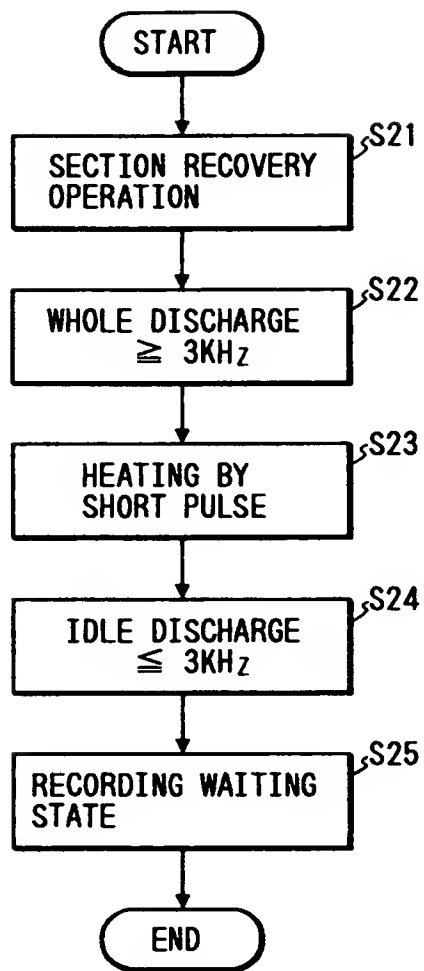 START
S21
SECTION RECOVERY
OPERATION
S22
WHOLE DISCHARGE
≧ 3KHZ
S23
HEATING BY
SHORT PULSE
S24
IDLE DISCHARGE
≦ 3KHZ
S25
RECORDING WAITING
STATE
END